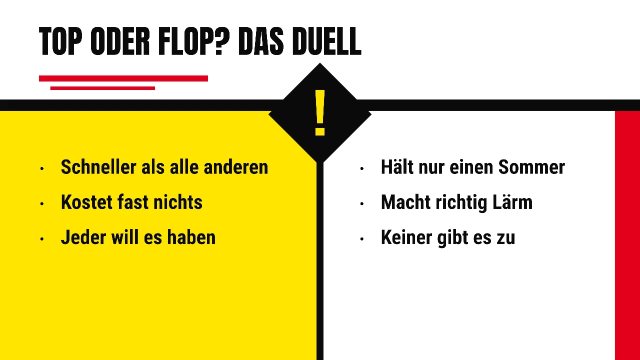 TOP ODER FLOP? DAS DUELL
!
· Schneller als alle anderen
· Kostet fast nichts
· Jeder will es haben
· Hält nur einen Sommer
· Macht richtig Lärm
· Keiner gibt es zu